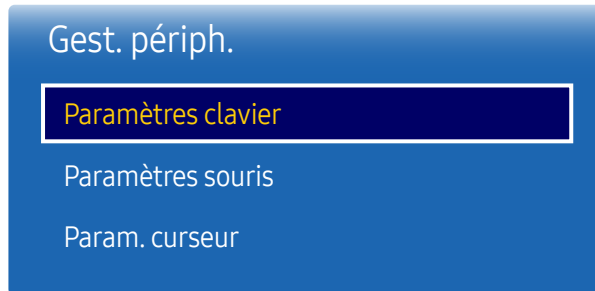 Gest. périph.
Paramètres clavier
Paramètres souris
Param. curseur